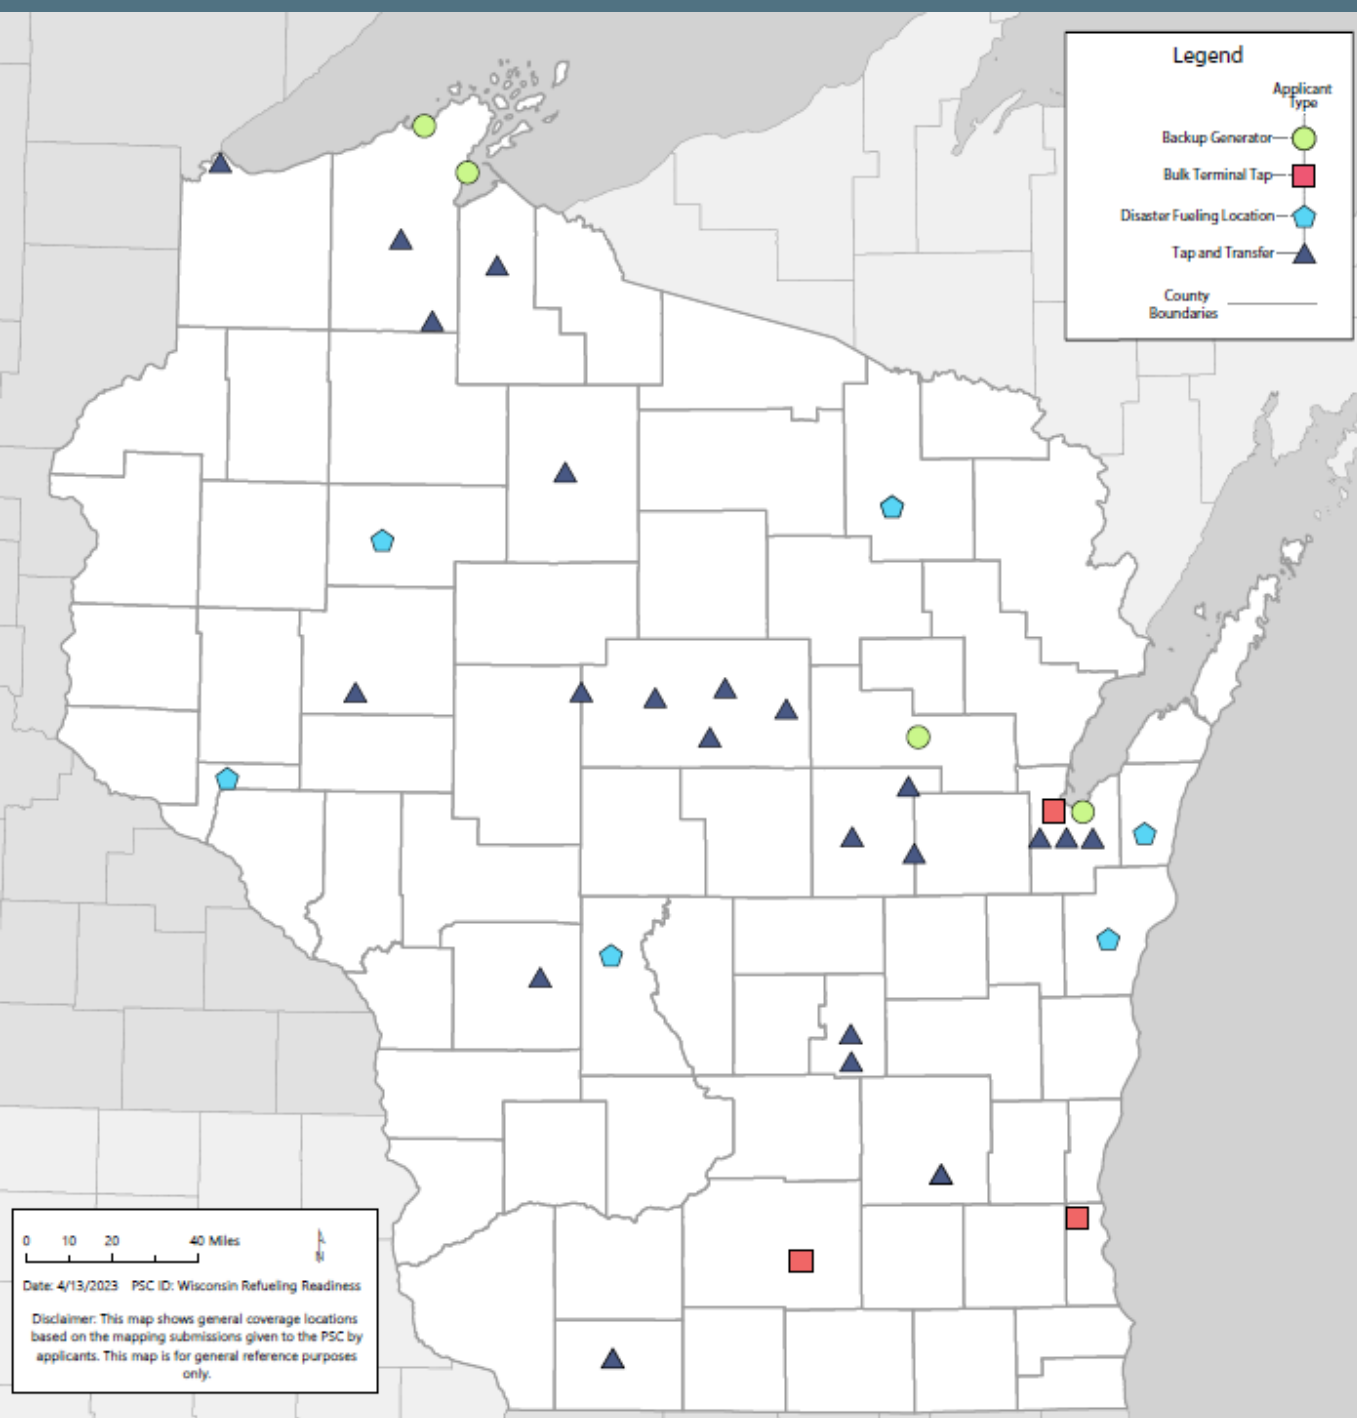 Legend
Applicant
Type
Backup Generator
Bulk Terminal Tap
Disaster Fueling Location
Tap and Transfer
County
Boundaries
0 10 20 40 Miles
N
Date: 4/13/2023 PSC ID: Wisconsin Refueling Readiness
Disclaimer: This map shows general coverage locations
based on the mapping submissions given to the PSC by
applicants. This map is for general reference purposes
only.